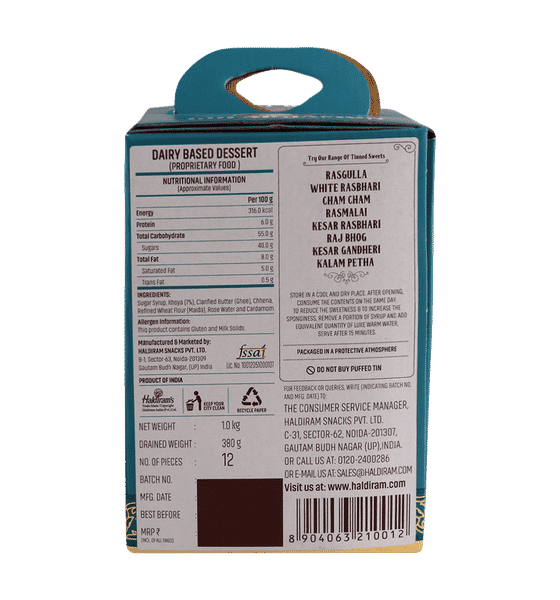 DAIRY BASED DESSERT
(PROPRIETARY FOOD )
NUTRITIONAL INFORMATION
(Approximate Values)
Per 100 g
Energy 316.0 kcal
Protein 6.0 g
Total Carbohydrate 55.0 g
Sugars 40.0 g
Total Fat 8.0 g
Saturated Fat 5.0 g
Trans Fat 0.5 g
INGREDIENTS:
Sugar Syrup, Khoya (7%), Clarified Butter (Ghee), Chhena,
Refined Wheat Flour (Maida), Rose Water and Cardamom
Allergen Information:
This product contains Gluten and Milk Solids.
Manufactured & Marketed by:
HALDIRAM SNACKS PVT. LTD.
B-1, Sector-63, Noida-201309
Gautam Budh Nagar, (UP) India
fssai
Lic. No. 10012051000107
PRODUCT OF INDIA
Haldiram's
KEEP YOUR
CITY CLEAN
RECYCLE PAPER
NET WEIGHT : 1.0kg
DRAINED WEIGHT : 380g
NO. OF PIECES : 12
BATCH NO.
MFG. DATE
BEST BEFORE
MRP ₹
(INCL. OF ALL TAXES)
Try Our Range Of Tinned Sweets
RASGULLA
WHITE RASBHARI
CHAM CHAM
RASMALAI
KESAR RASBHARI
RAJ BHOG
KESAR GANDHERI
KALAM PETHA
STORE IN A COOL AND DRY PLACE. AFTER OPENING,
CONSUME THE CONTENTS ON THE SAME DAY.
TO REDUCE THE SWEETNESS & TO INCREASE THE
SPONGINESS, REMOVE A PORTION OF SYRUP AND ADD
EQUIVALENT QUANTITY OF LUKE WARM WATER,
SERVE AFTER 15 MINUTES.
PACKAGED IN A PROTECTIVE ATMOSPHERE
DO NOT BUY PUFFED TIN
FOR FEEDBACK OR QUERIES, WRITE (INDICATING BATCH NO.
AND MFG. DATE) TO:
THE CONSUMER SERVICE MANAGER,
HALDIRAM SNACKS PVT. LTD.
C-31, SECTOR-62, NOIDA-201307,
GAUTAM BUDH NAGAR (UP),INDIA.
OR CALL US AT: 0120-2400286
OR E-MAIL US AT: SALES@HALDIRAM.COM
Visit us at: www.haldiram.com
8 904063 210012